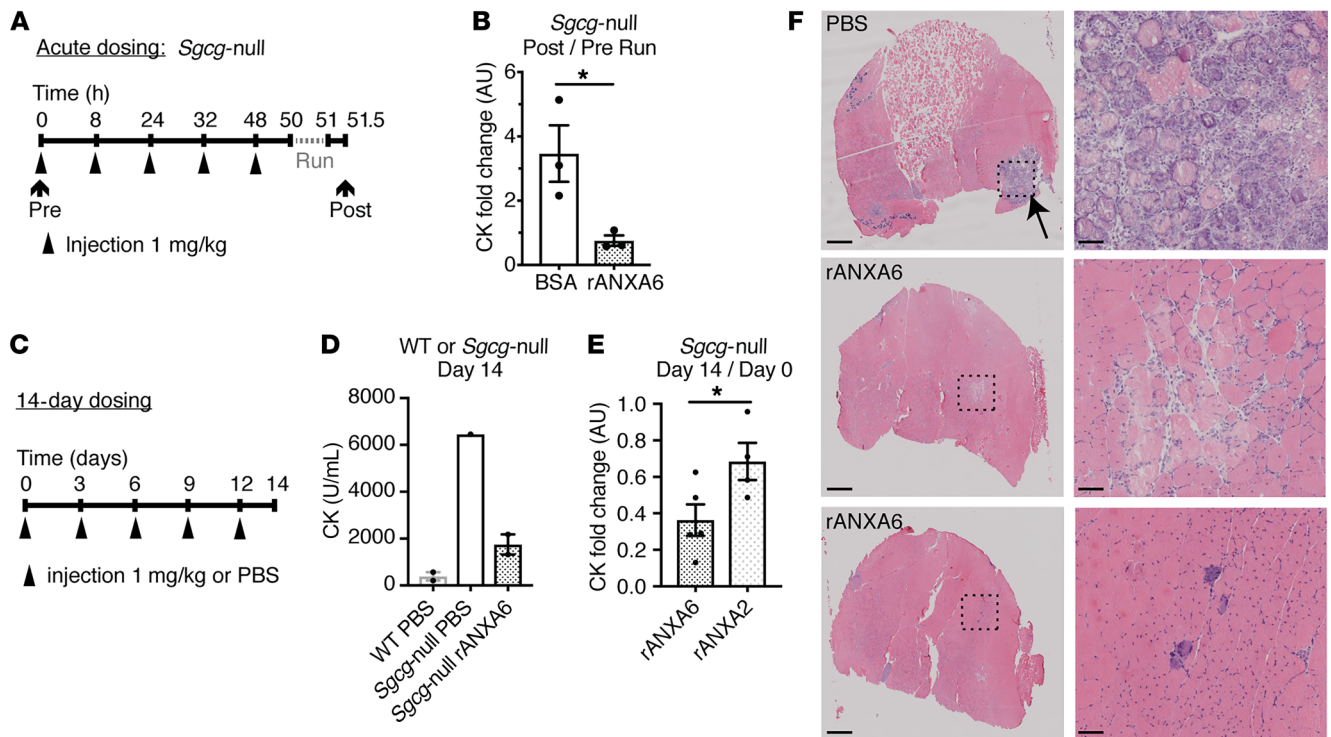 A
Acute dosing: Sgcg-null
Time (h)
0 8 24 32 48 50 51 51.5
Run
Pre Post
Injection 1 mg/kg
B
Sgcg-null
Post / Pre Run
*
CK fold change (AU)
6
4
2
0
BSA rANXA6
C
14-day dosing
Time (days)
0 3 6 9 12 14
injection 1 mg/kg or PBS
D
WT or Sgcg-null
Day 14
CK (U/mL)
8000
6000
4000
2000
0
WT PBS
Sgcg-null PBS
Sgcg-null rANXA6
E
Sgcg-null
Day 14 / Day 0
*
CK fold change (AU)
1.0
0.8
0.6
0.4
0.2
0.0
rANXA6
rANXA2
F
PBS
rANXA6
rANXA6